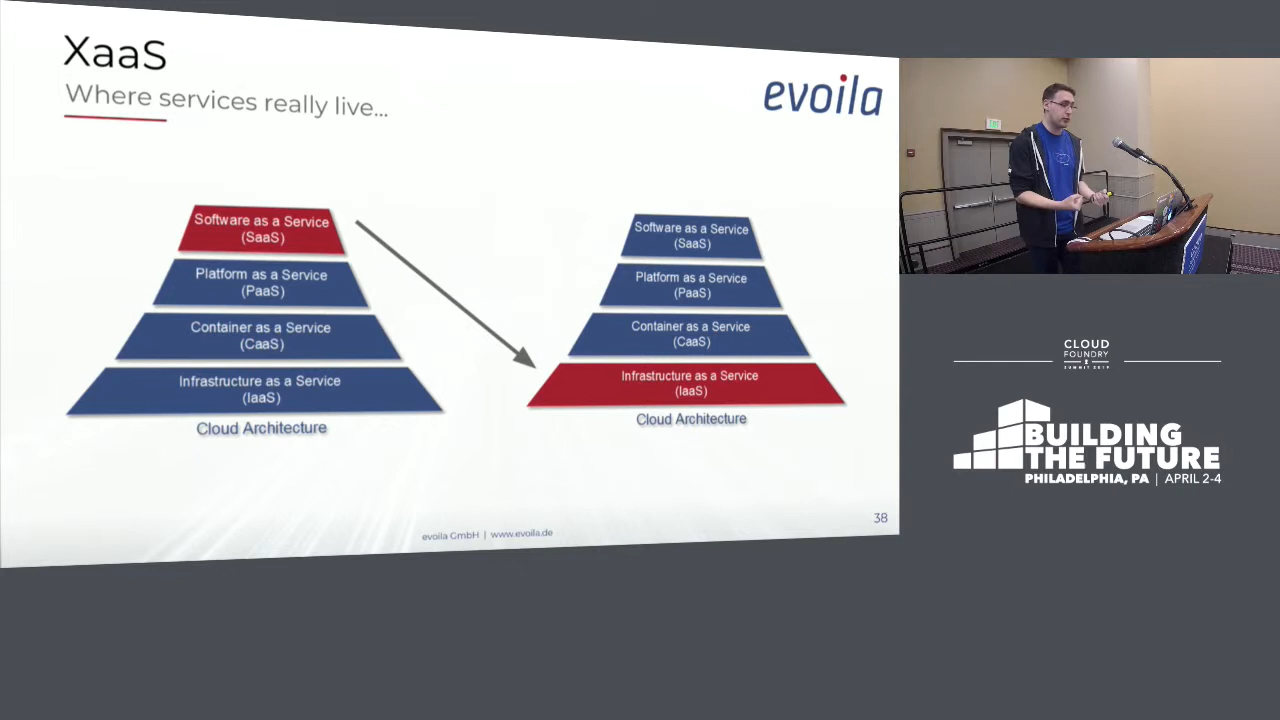 XaaS
Where services really live...
evoila
Software as a Service
(SaaS)
Platform as a Service
(PaaS)
Container as a Service
(CaaS)
Infrastructure as a Service
(IaaS)
Cloud Architecture
Software as a Service
(SaaS)
Platform as a Service
(PaaS)
Container as a Service
(CaaS)
Infrastructure as a Service
(IaaS)
Cloud Architecture
evoila GmbH | www.evoila.de
38
CLOUD
FOUNDRY
SUMMIT 2019
BUILDING
THE FUTURE
PHILADELPHIA, PA | APRIL 2-4